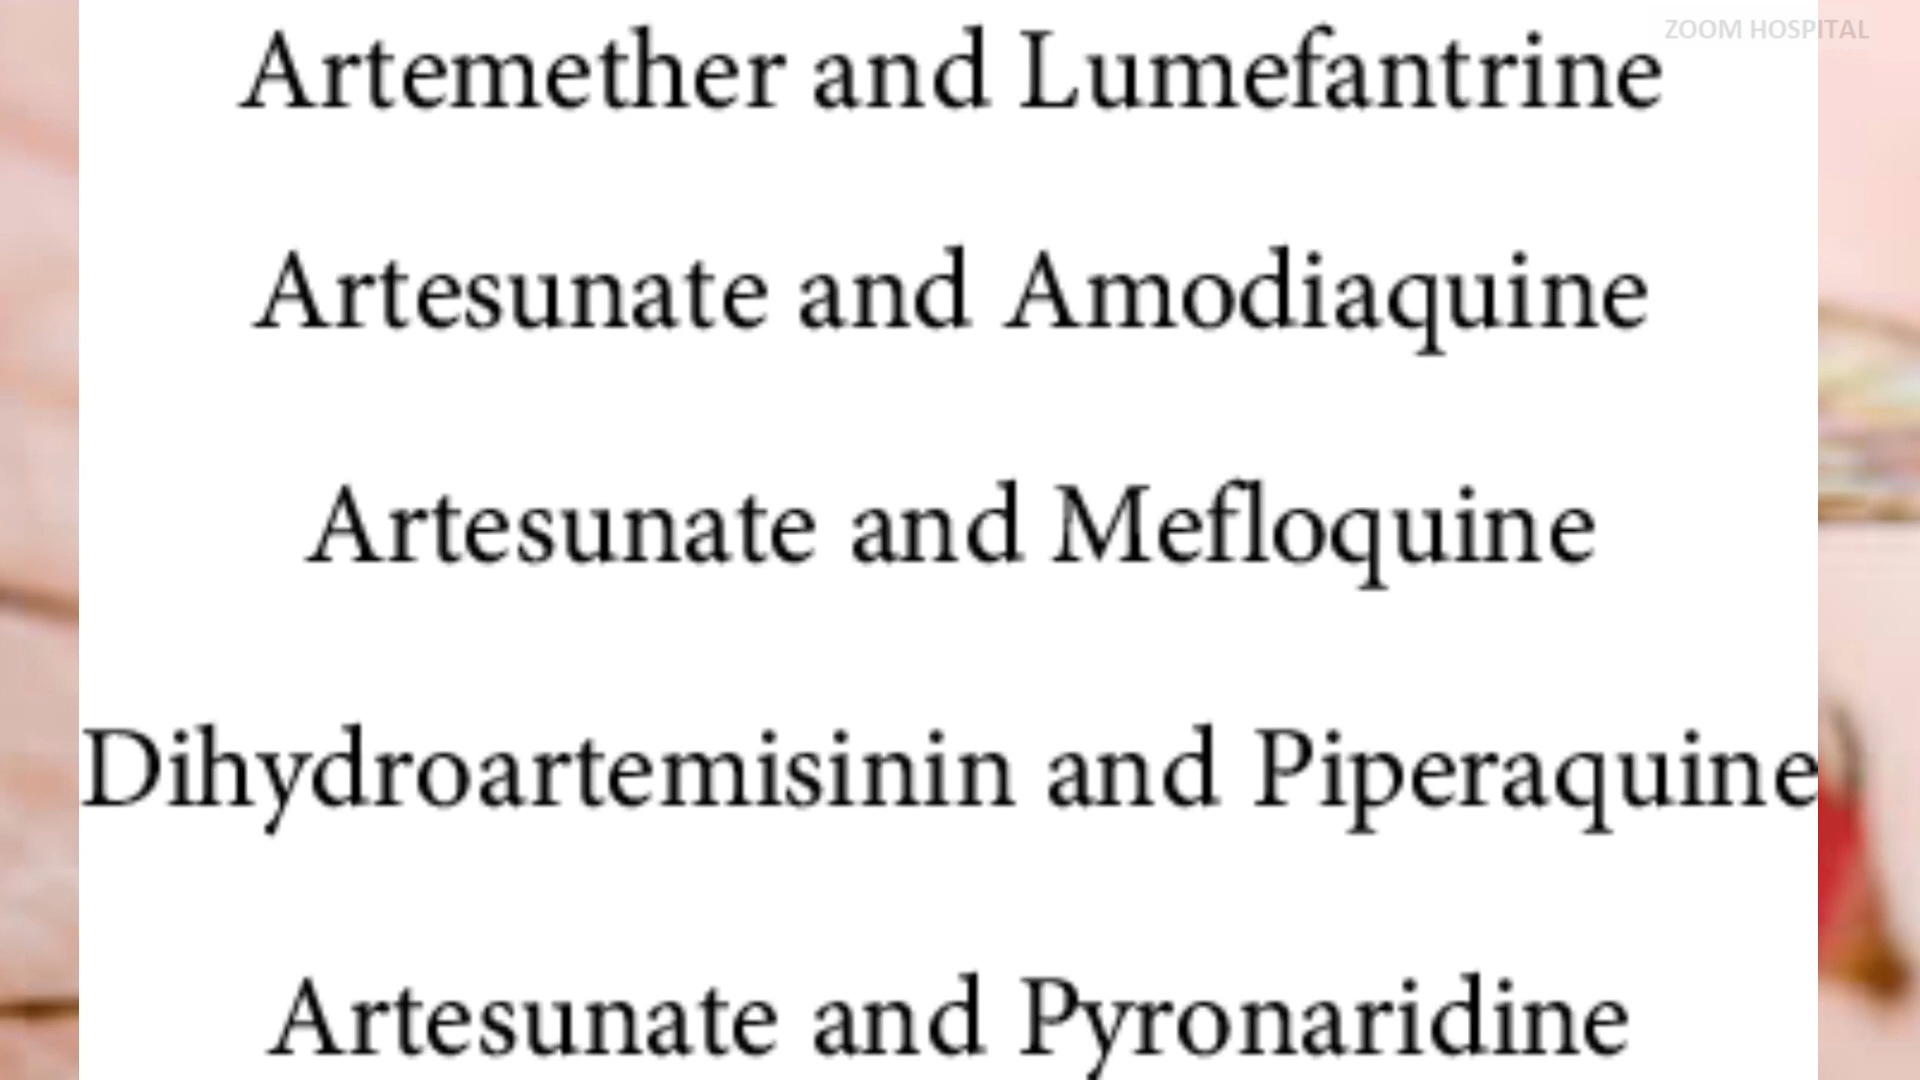 ZOOM HOSPITAL
Artemether and Lumefantrine
Artesunate and Amodiaquine
Artesunate and Mefloquine
Dihydroartemisinin and Piperaquine
Artesunate and Pyronaridine